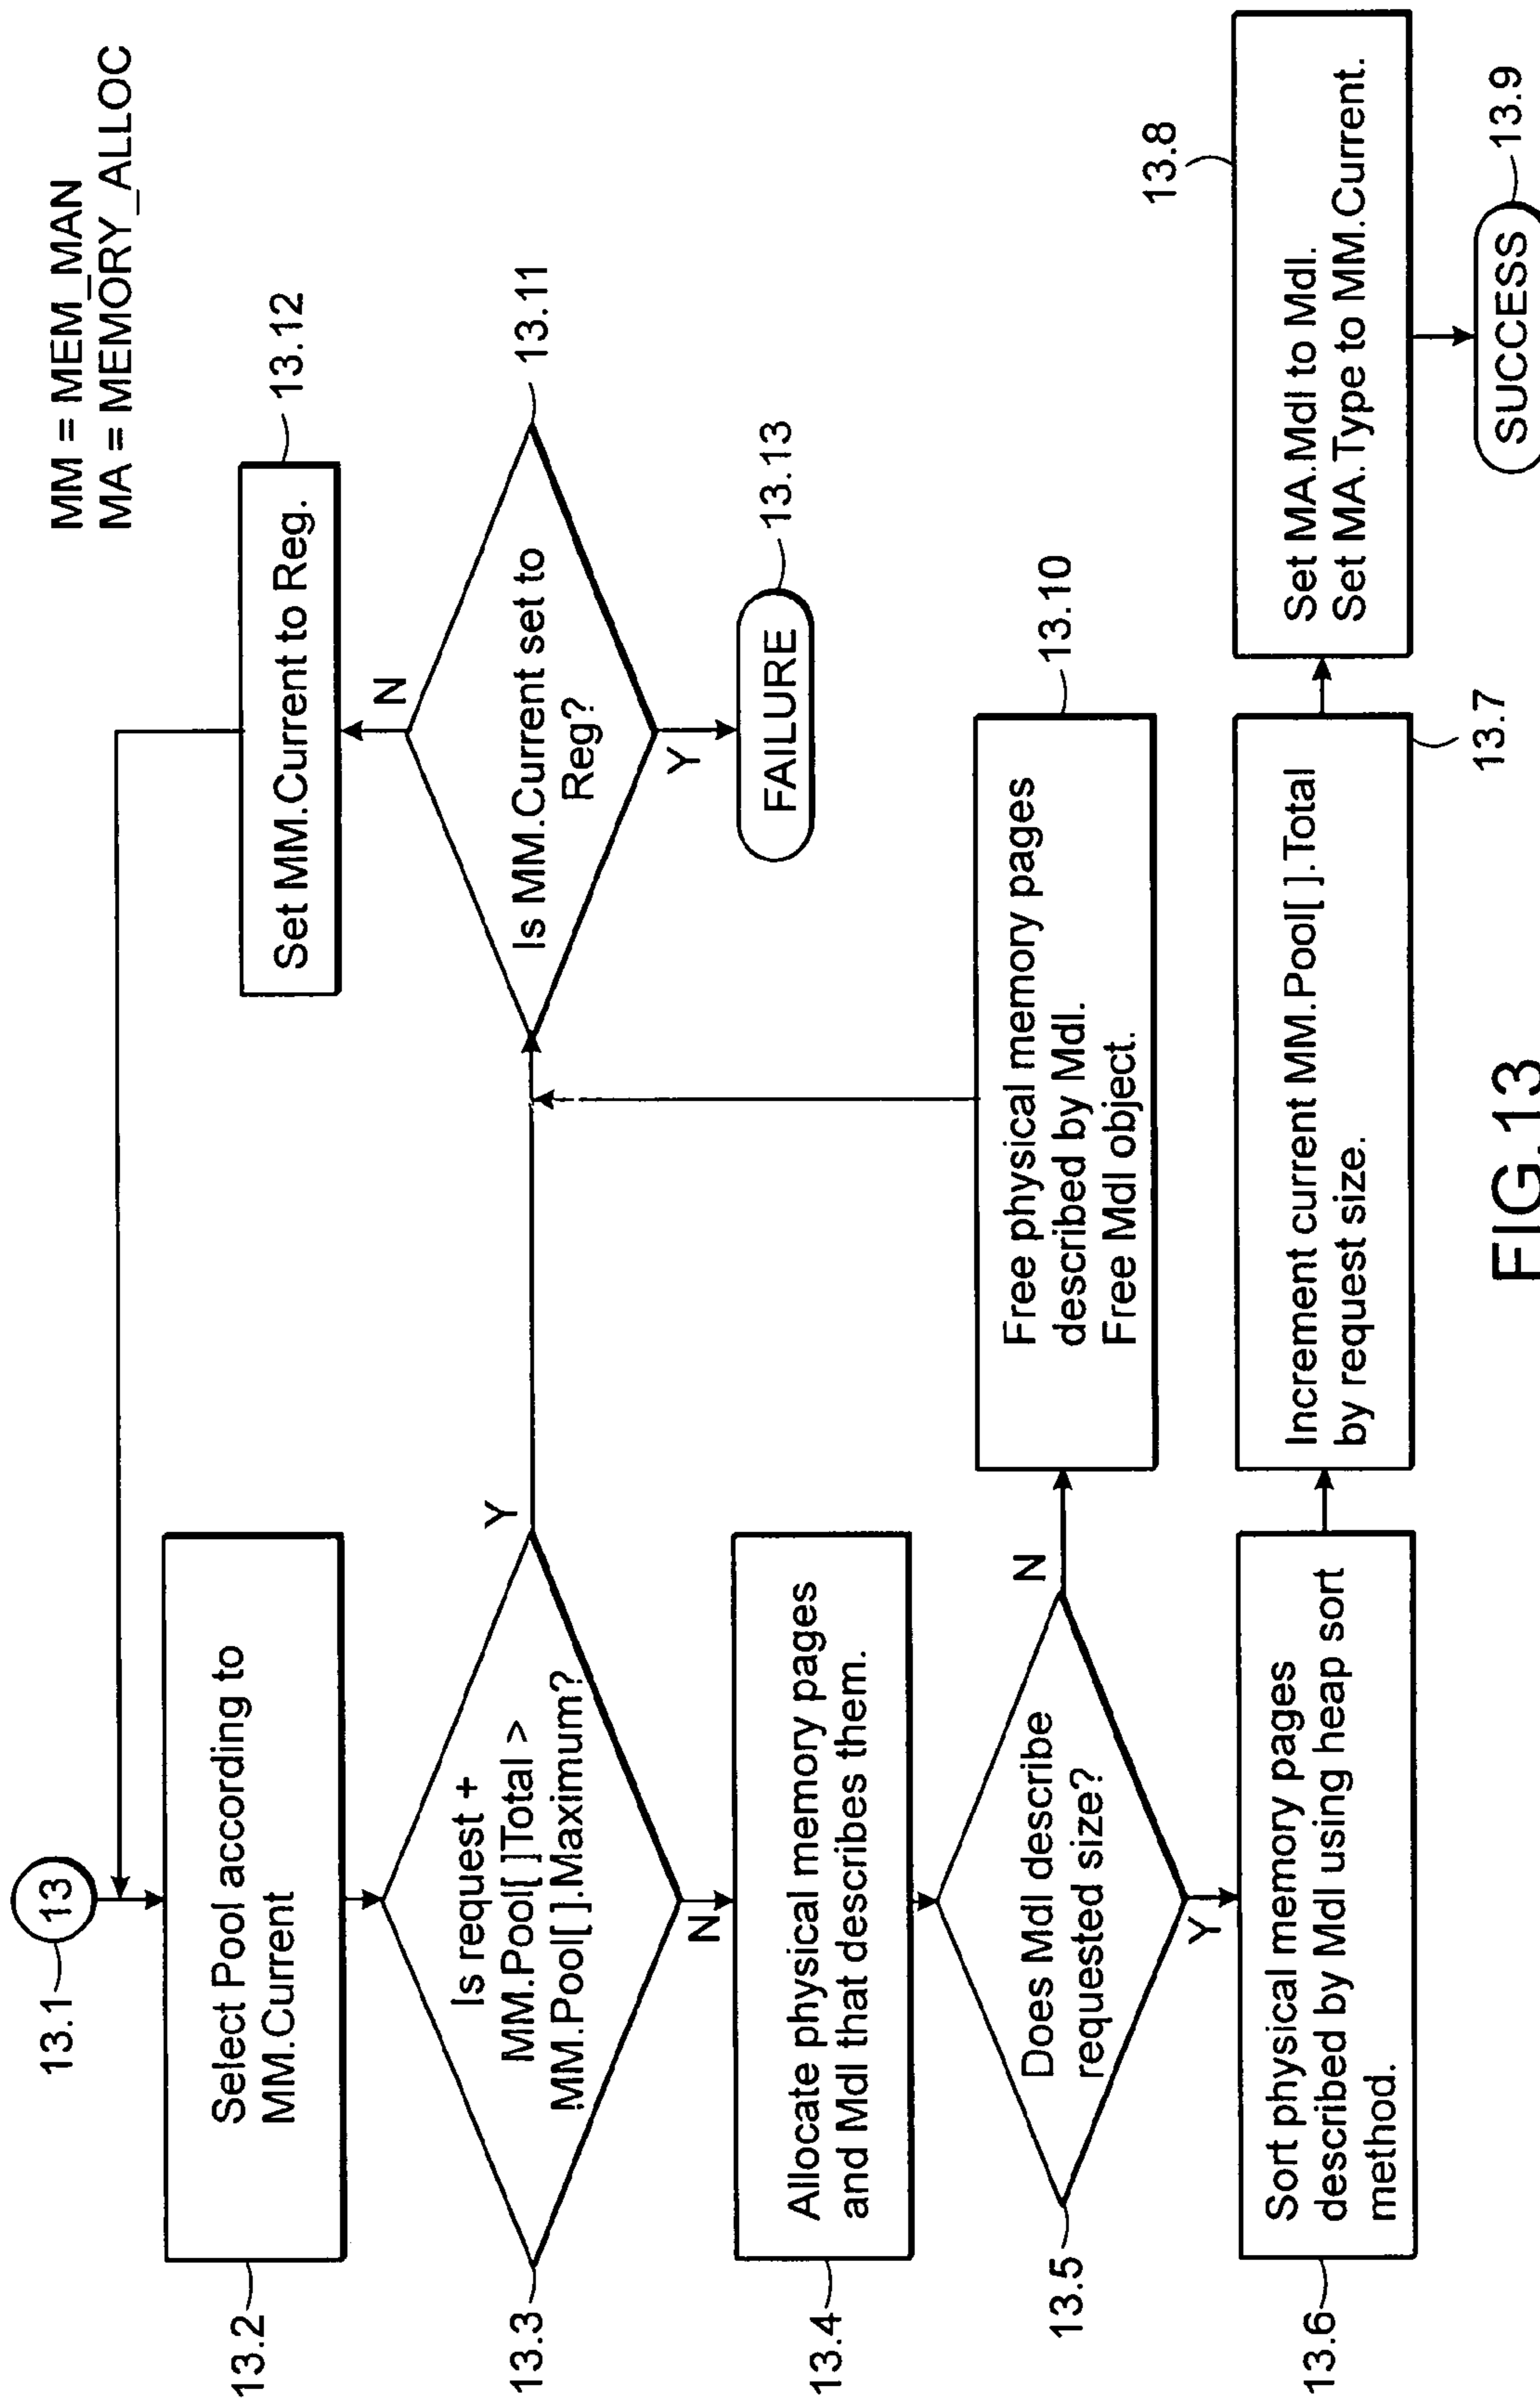 MM = MEM_MAN
MA = MEMORY_ALLOC
13.1
13
13.2
Select Pool according to
MM.Current
13.3
Is request +
MM.Pool[ ]Total >
MM.Pool[ ].Maximum?
Y
N
13.4
Allocate physical memory pages
and Mdl that describes them.
13.5
Does Mdl describe
requested size?
N
Y
13.6
Sort physical memory pages
described by Mdl using heap sort
method.
Increment current MM.Pool[ ].Total
by request size.
13.7
13.8
Set MA.Mdl to Mdl.
Set MA.Type to MM.Current.
SUCCESS
13.9
Free physical memory pages
described by Mdl.
Free Mdl object.
13.10
Is MM.Current set to
Reg?
13.11
N
Y
Set MM.Current to Reg.
13.12
FAILURE
13.13
FIG.13